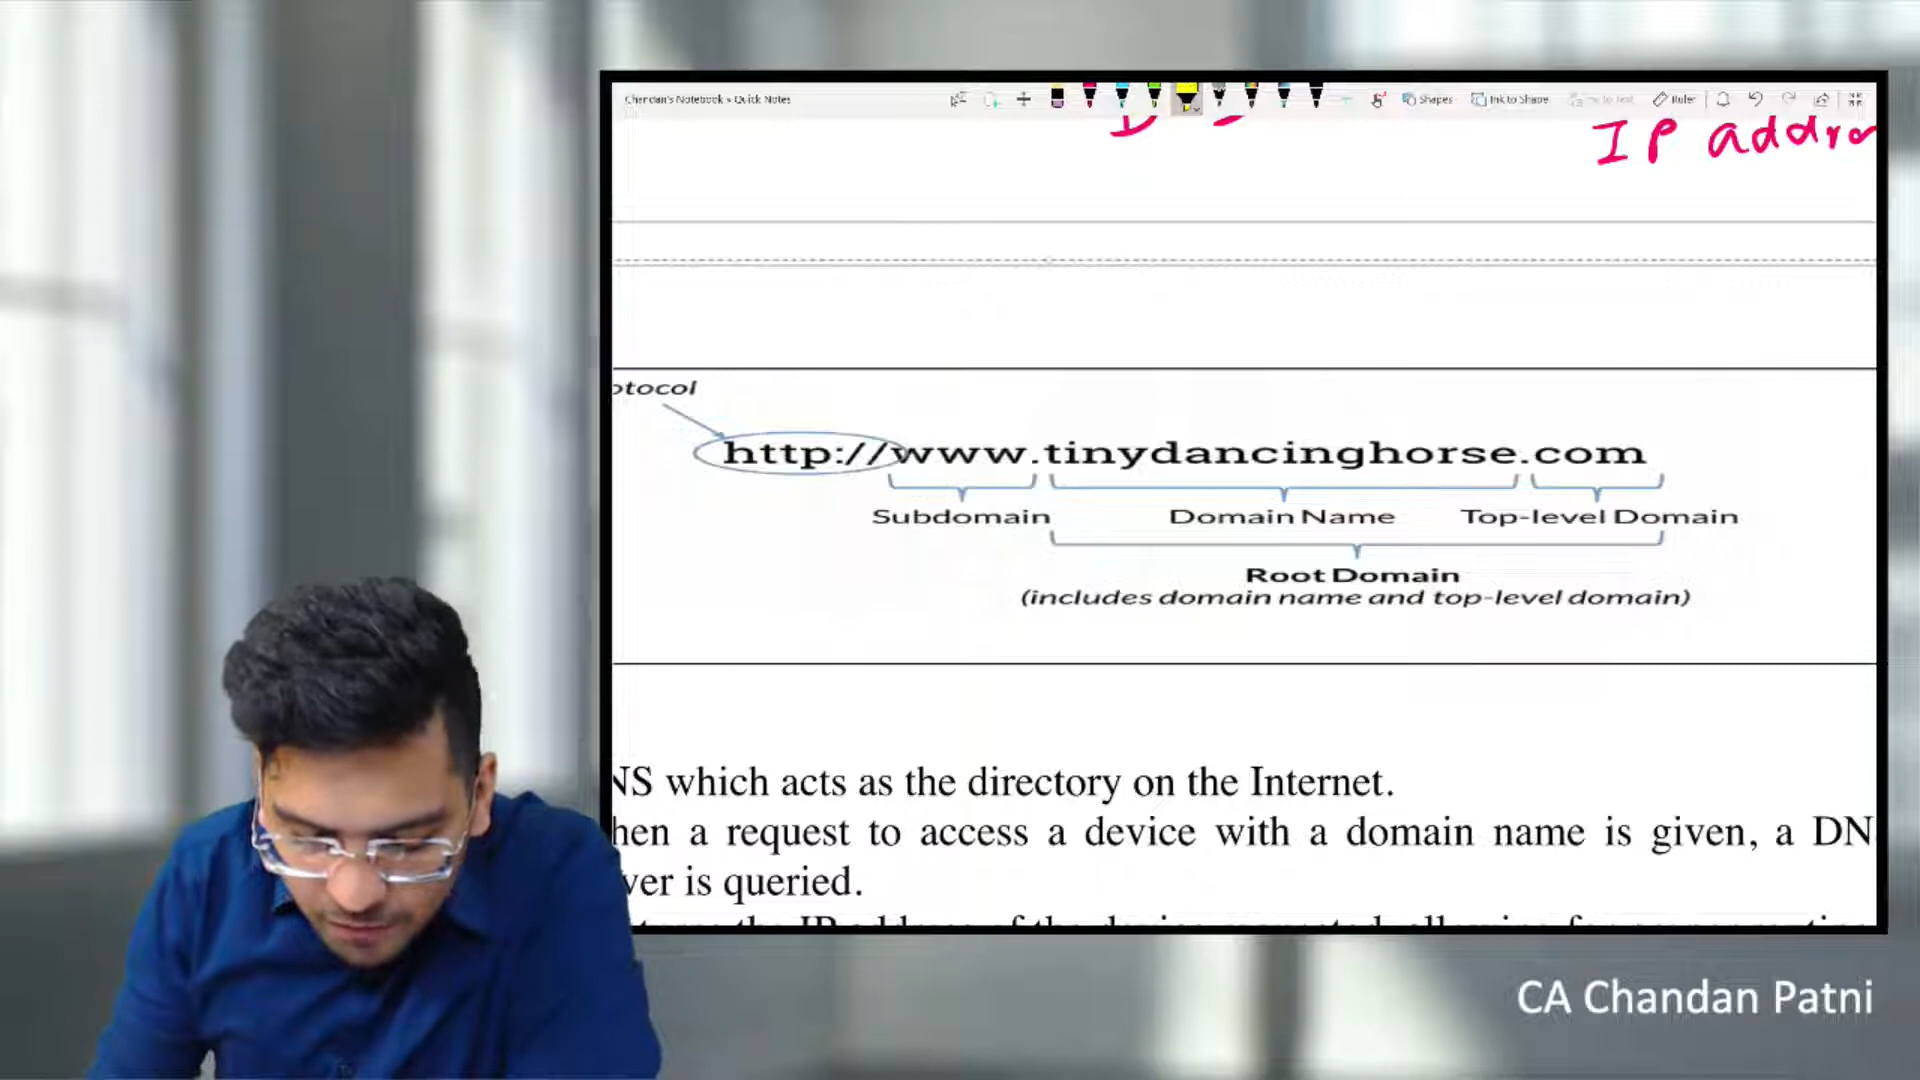 Chandan's Notebook » Quick Notes
Shapes
Ink to Shape
Ruler
IP
otocol
http://www.tinydancinghorse.com
Subdomain
Domain Name
Top-level Domain
Root Domain
(includes domain name and top-level domain)
NS which acts as the directory on the Internet.
hen a request to access a device with a domain name is given, a DN
ver is queried.
CA Chandan Patni